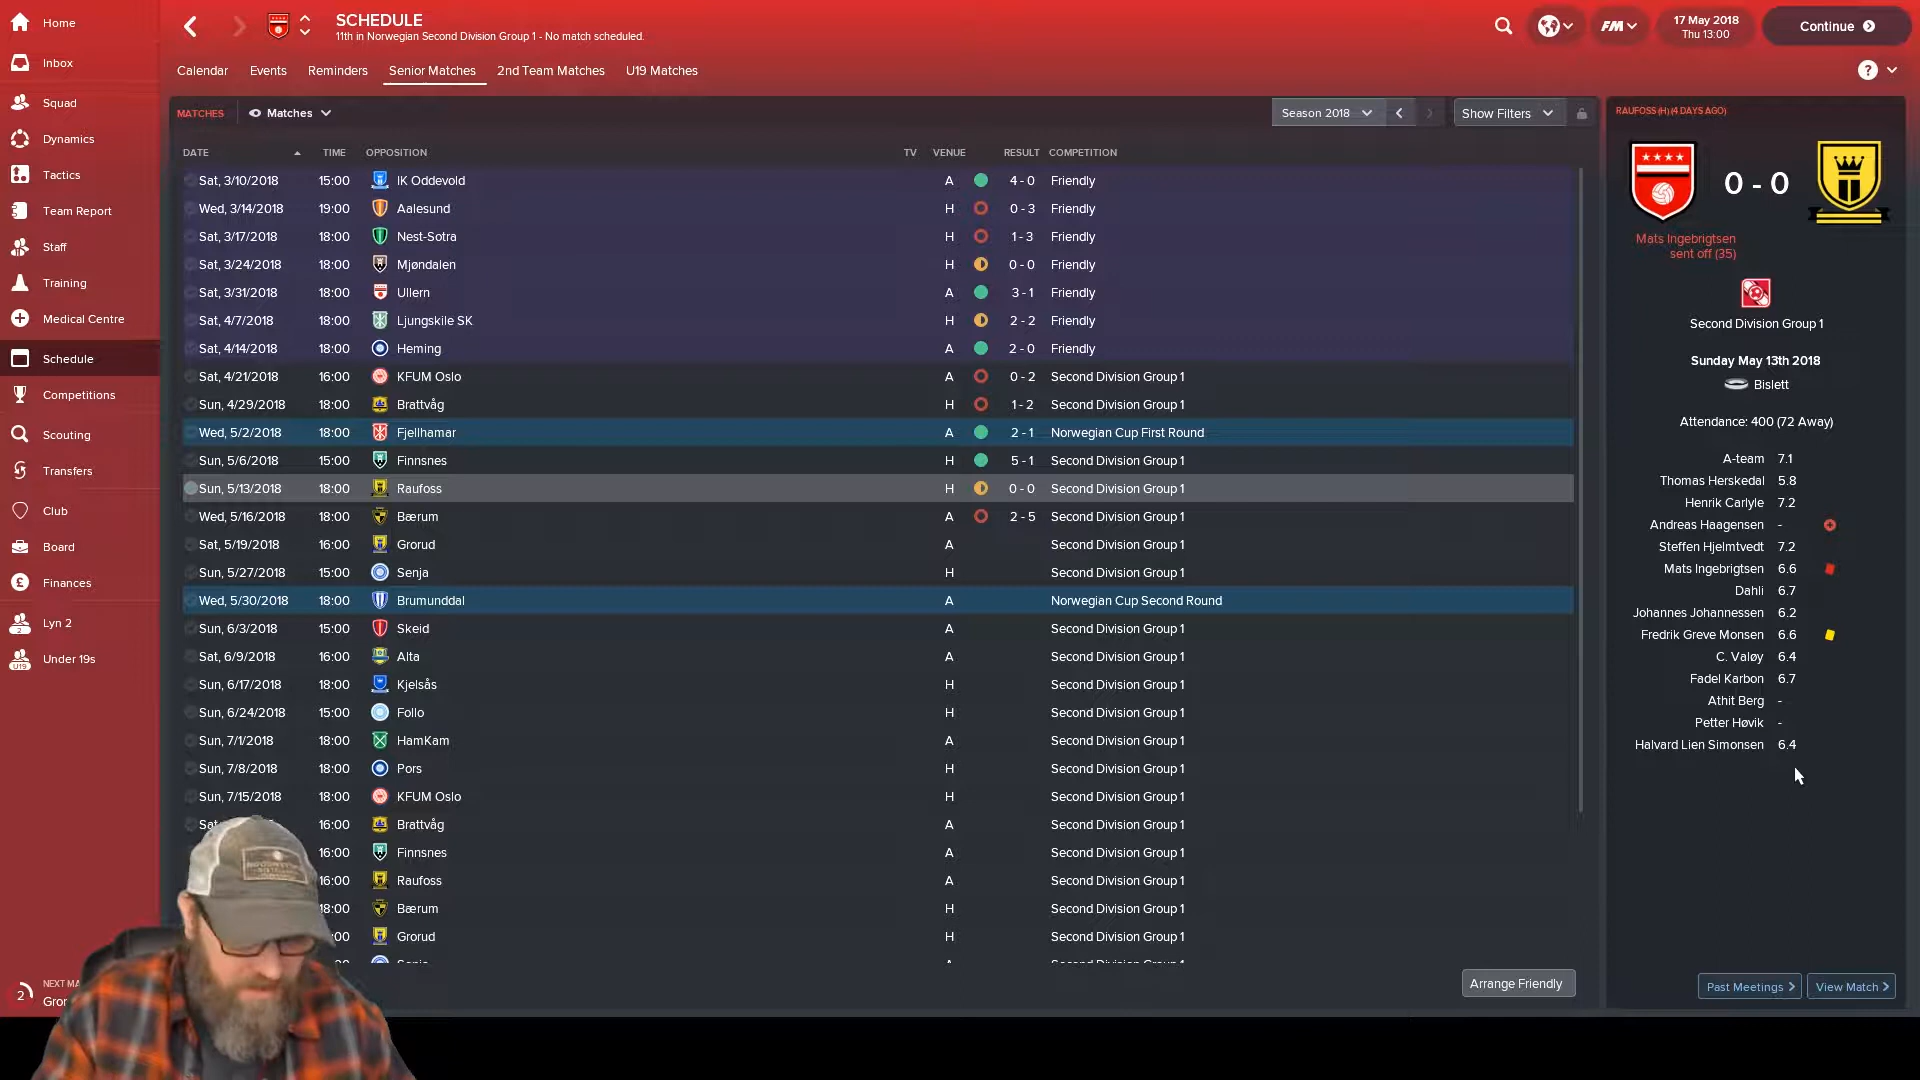 Home
Inbox
Squad
Dynamics
Tactics
Team Report
Staff
Training
Medical Centre
Schedule
Competitions
Scouting
Transfers
Club
Board
Finances
2
Lyn 2
U19
Under 19s
2
SCHEDULE
11th in Norwegian Second Division Group 1 - No match scheduled.
FM
17 May 2018
Thu 13:00
Continue
Calendar Events Reminders Senior Matches 2nd Team Matches U19 Matches
?
MATCHES Matches Season 2018 Show Filters
DATE TIME OPPOSITION TV VENUE RESULT COMPETITION
Sat, 3/10/2018 15:00 IK Oddevold A 4 - 0 Friendly
Wed, 3/14/2018 19:00 Aalesund H 0 - 3 Friendly
Sat, 3/17/2018 18:00 Nest-Sotra H 1 - 3 Friendly
Sat, 3/24/2018 18:00 Mjøndalen H 0 - 0 Friendly
Sat, 3/31/2018 18:00 Ullern A 3 - 1 Friendly
Sat, 4/7/2018 18:00 Ljungskile SK H 2 - 2 Friendly
Sat, 4/14/2018 18:00 Heming A 2 - 0 Friendly
Sat, 4/21/2018 16:00 KFUM Oslo A 0 - 2 Second Division Group 1
Sun, 4/29/2018 18:00 Brattvåg H 1 - 2 Second Division Group 1
Wed, 5/2/2018 18:00 Fjellhamar A 2 - 1 Norwegian Cup First Round
Sun, 5/6/2018 15:00 Finnsnes H 5 - 1 Second Division Group 1
Sun, 5/13/2018 18:00 Raufoss H 0 - 0 Second Division Group 1
Wed, 5/16/2018 18:00 Bærum A 2 - 5 Second Division Group 1
Sat, 5/19/2018 16:00 Grorud A Second Division Group 1
Sun, 5/27/2018 15:00 Senja H Second Division Group 1
Wed, 5/30/2018 18:00 Brumunddal A Norwegian Cup Second Round
Sun, 6/3/2018 15:00 Skeid A Second Division Group 1
Sat, 6/9/2018 16:00 Alta A Second Division Group 1
Sun, 6/17/2018 18:00 Kjelsås H Second Division Group 1
Sun, 6/24/2018 15:00 Follo H Second Division Group 1
Sun, 7/1/2018 18:00 HamKam A Second Division Group 1
Sun, 7/8/2018 18:00 Pors H Second Division Group 1
Sun, 7/15/2018 18:00 KFUM Oslo H Second Division Group 1
16:00 Brattvåg A Second Division Group 1
16:00 Finnsnes A Second Division Group 1
16:00 Raufoss A Second Division Group 1
18:00 Bærum H Second Division Group 1
Grorud H Second Division Group 1
Arrange Friendly
RAUFOSS (H) (4 DAYS AGO)
0 - 0
Mats Ingebrigtsen
sent off (35)
Second Division Group 1
Sunday May 13th 2018
Bislett
Attendance: 400 (72 Away)
A-team 7.1
Thomas Herskedal 5.8
Henrik Carlyle 7.2
Andreas Haagensen -
Steffen Hjelmtvedt 7.2
Mats Ingebrigtsen 6.6
Dahli 6.7
Johannes Johannessen 6.2
Fredrik Greve Monsen 6.6
C. Valøy 6.4
Fadel Karbon 6.7
Athit Berg -
Petter Høvik -
Halvard Lien Simonsen 6.4
Past Meetings View Match